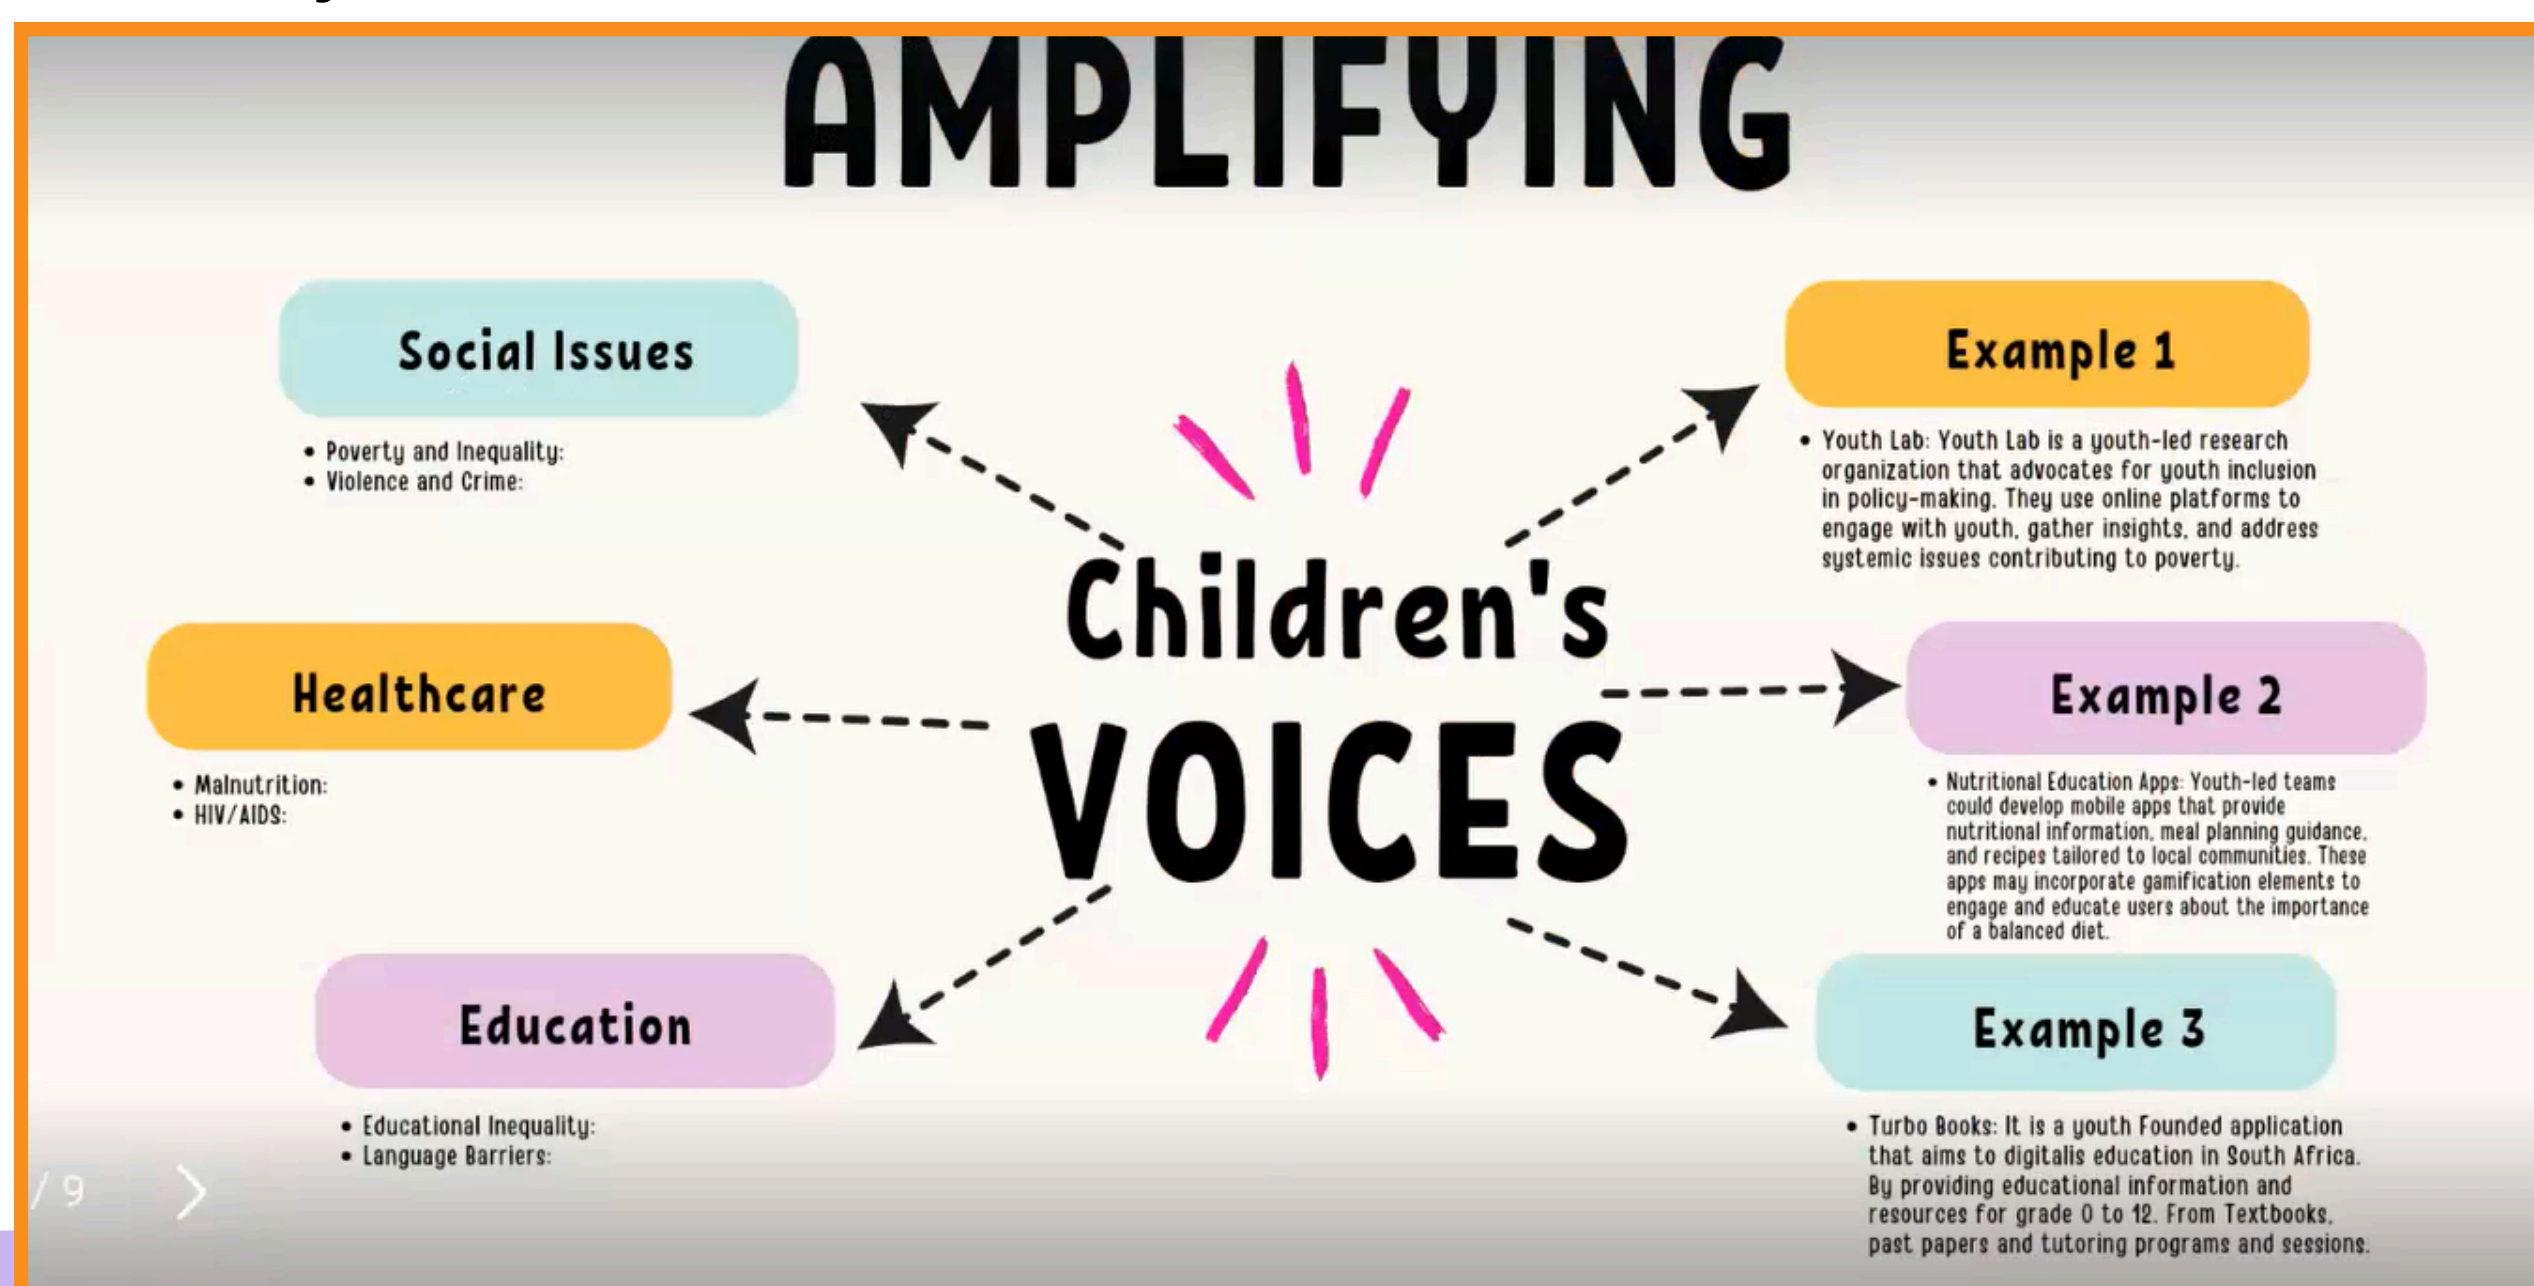 AMPLIFYING
Social Issues
• Poverty and Inequality:
• Violence and Crime:
Healthcare
• Malnutrition:
• HIV/AIDS:
Education
• Educational Inequality:
• Language Barriers:
Children's
VOICES
Example 1
• Youth Lab: Youth Lab is a youth-led research
organization that advocates for youth inclusion
in policy-making. They use online platforms to
engage with youth, gather insights, and address
systemic issues contributing to poverty.
Example 2
• Nutritional Education Apps: Youth-led teams
could develop mobile apps that provide
nutritional information, meal planning guidance,
and recipes tailored to local communities. These
apps may incorporate gamification elements to
engage and educate users about the importance
of a balanced diet.
Example 3
• Turbo Books: It is a youth Founded application
that aims to digitalis education in South Africa.
By providing educational information and
resources for grade 0 to 12. From Textbooks,
past papers and tutoring programs and sessions.
/ 9